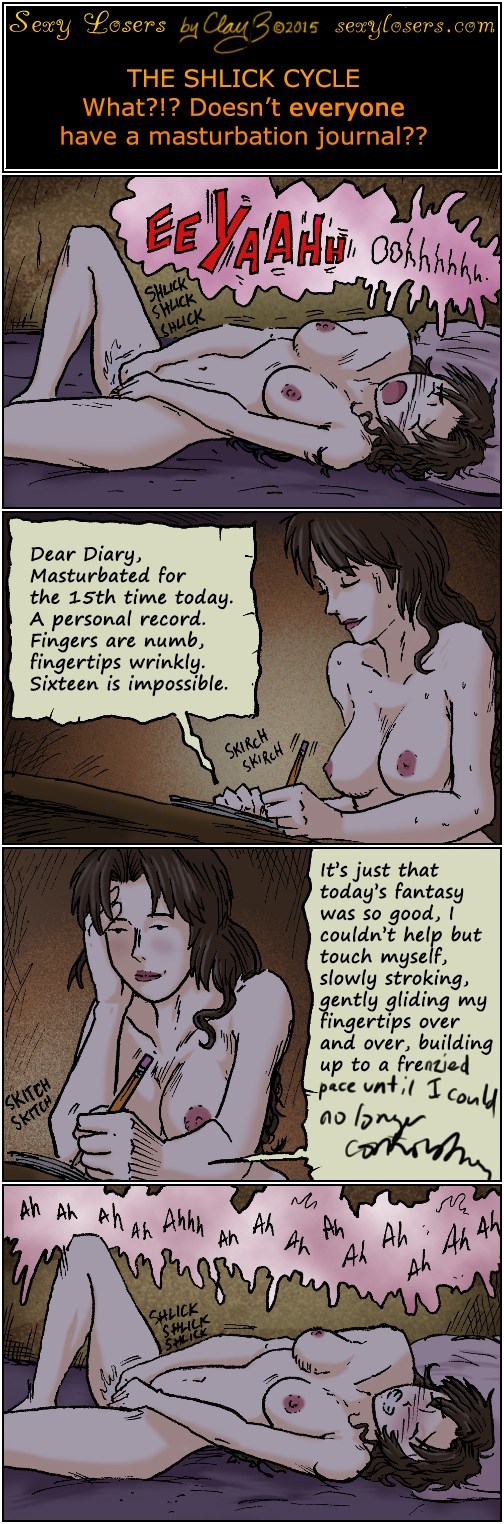 Sexy Losers by Clay B ©2015 sexylosers.com
THE SHLICK CYCLE
What?!? Doesn't everyone
have a masturbation journal??
EEYAAHH
Oohhhhhh.
SHLICK
SHLICK
SHLICK
Dear Diary,
Masturbated for
the 15th time today.
A personal record.
Fingers are numb,
fingertips wrinkly.
Sixteen is impossible.
SKIRCH
SKIRCH
It's just that
today's fantasy
was so good, I
couldn't help but
touch myself,
slowly stroking,
gently gliding my
fingertips over
and over, building
up to a frenzied
pace until I could
no longer
SKITCH
SKITCH
Ah Ah Ah Ah Ahhh Ah Ah Ah Ah Ah Ah Ah Ah Ah
SHLICK
SHLICK
SHLICK